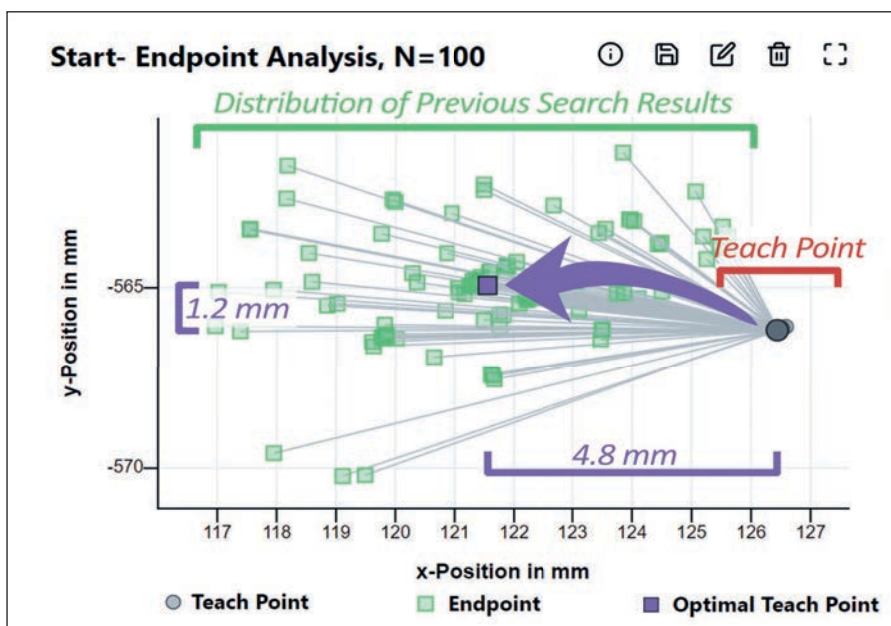 Start- Endpoint Analysis, N=100
Distribution of Previous Search Results
Teach Point
-565
1.2 mm
y-Position in mm
4.8 mm
-570
117 118 119 120 121 122 123 124 125 126 127
x-Position in mm
Teach Point Endpoint Optimal Teach Point